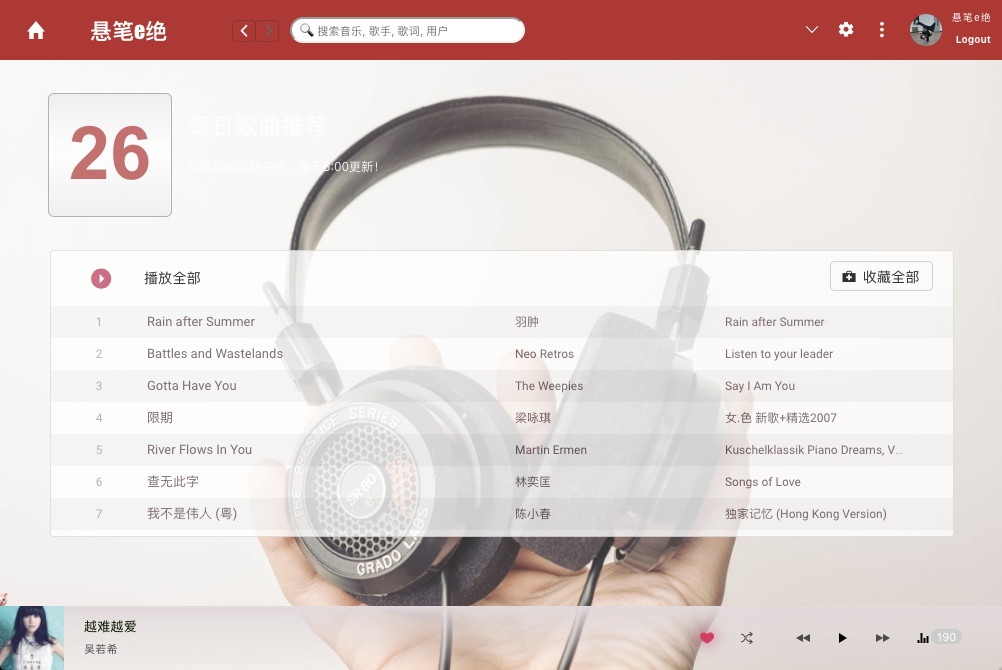 悬笔e绝
搜索音乐, 歌手, 歌词, 用户
悬笔e绝
Logout
26
每日歌曲推荐
6:00更新!
播放全部
收藏全部
1 Rain after Summer 羽肿 Rain after Summer
2 Battles and Wastelands Neo Retros Listen to your leader
3 Gotta Have You The Weepies Say I Am You
4 限期 梁咏琪 女.色 新歌+精选2007
5 River Flows In You Martin Ermen Kuschelklassik Piano Dreams, V...
6 查无此字 林奕匡 Songs of Love
7 我不是伟人 (粤) 陈小春 独家记忆 (Hong Kong Version)
THE PRESTIGE SERIES
SR80
GRADO LABS
越难越爱
吴若希
190